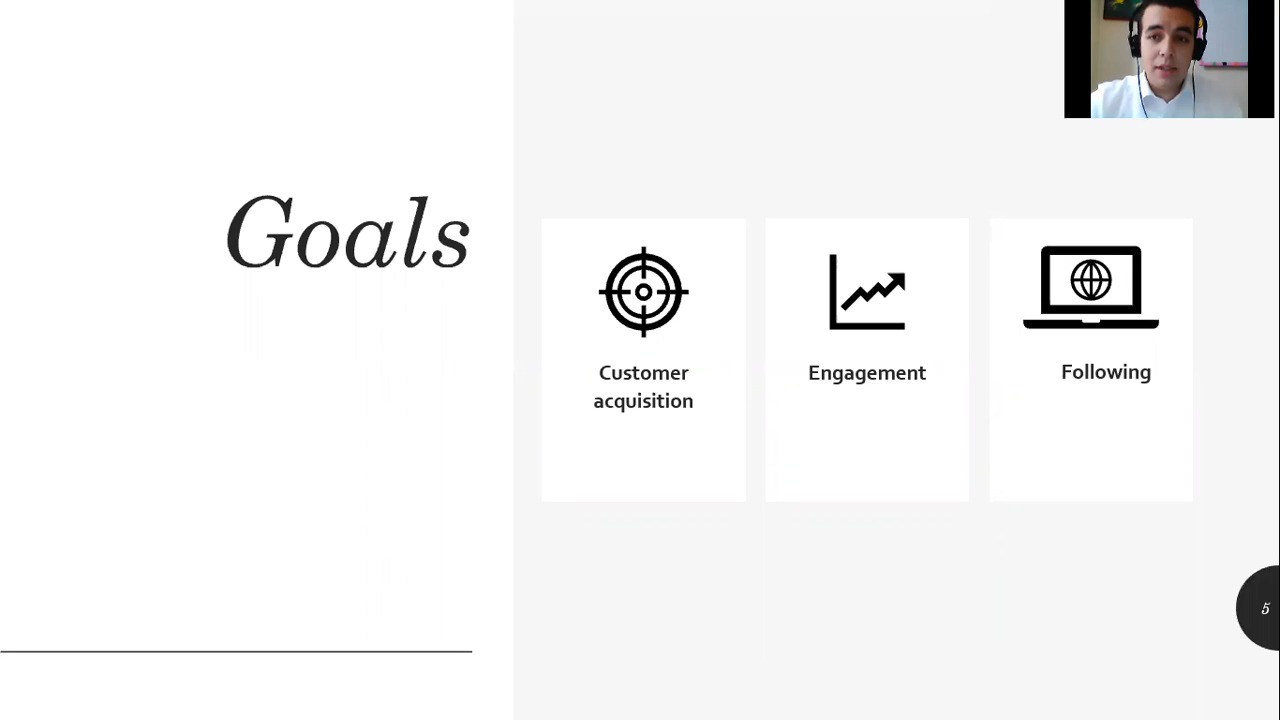 Goals
Customer
acquisition
Engagement
Following
5